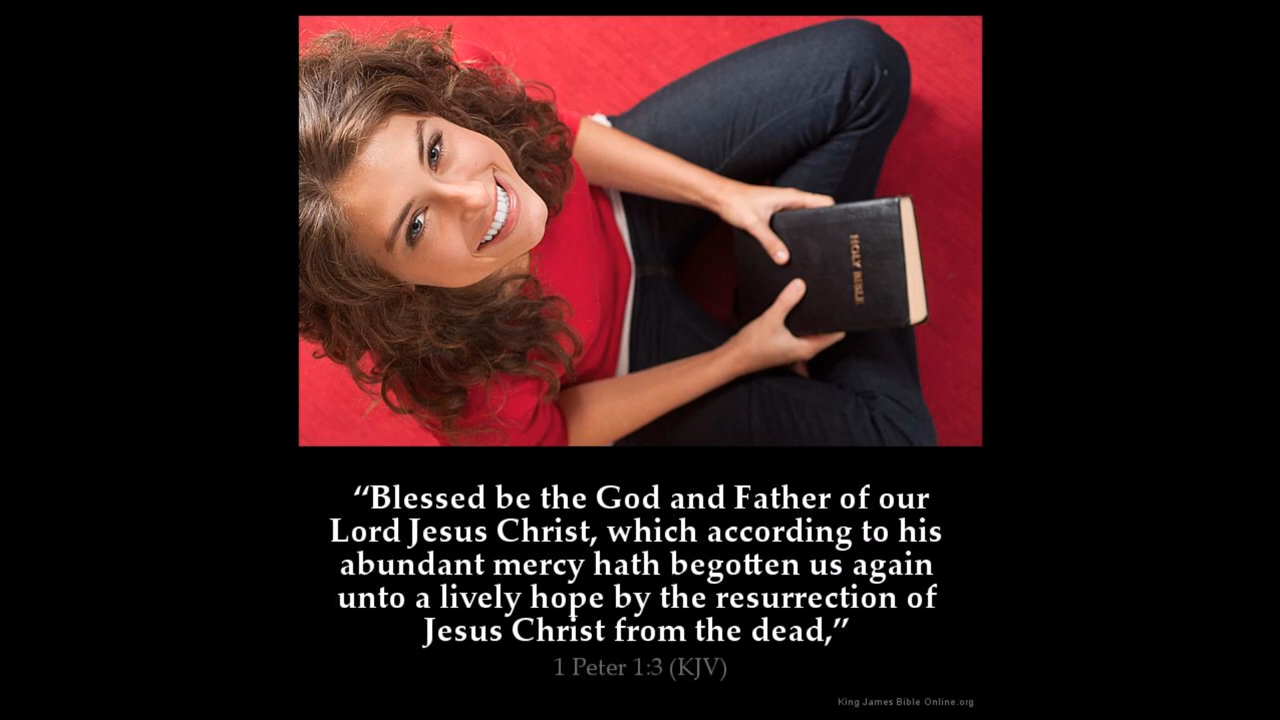 HOLY BIBLE
“Blessed be the God and Father of our
Lord Jesus Christ, which according to his
abundant mercy hath begotten us again
unto a lively hope by the resurrection of
Jesus Christ from the dead,”
1 Peter 1:3 (KJV)
King James Bible Online.org